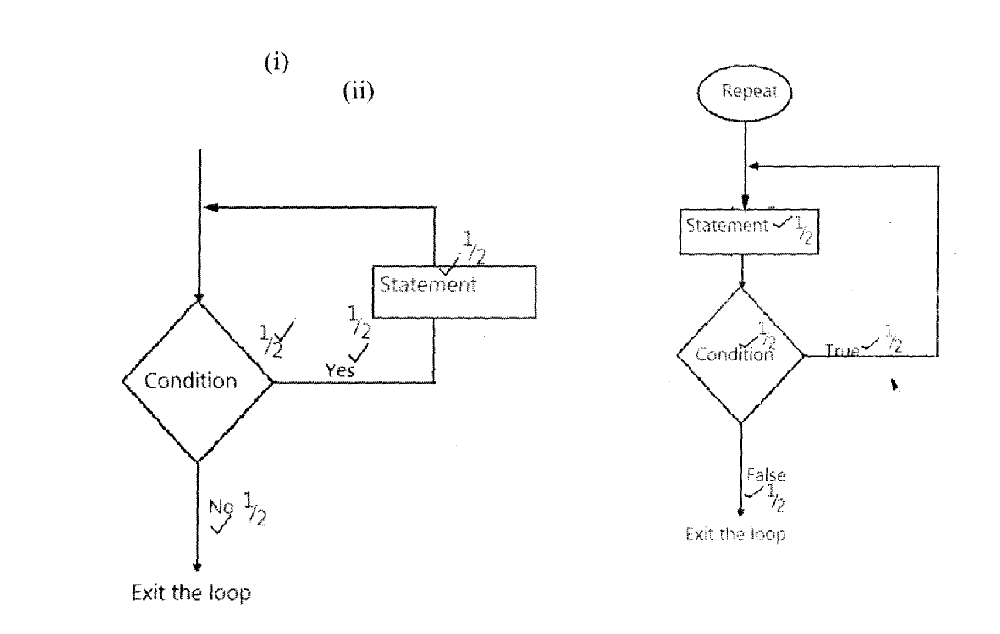 (i)
(ii)
1/2
Statement
1/2
1/2
Yes
Condition
No 1/2
Exit the loop
Repeat
Statement 1/2
1/2
Condition
True 1/2
False
1/2
Exit the loop